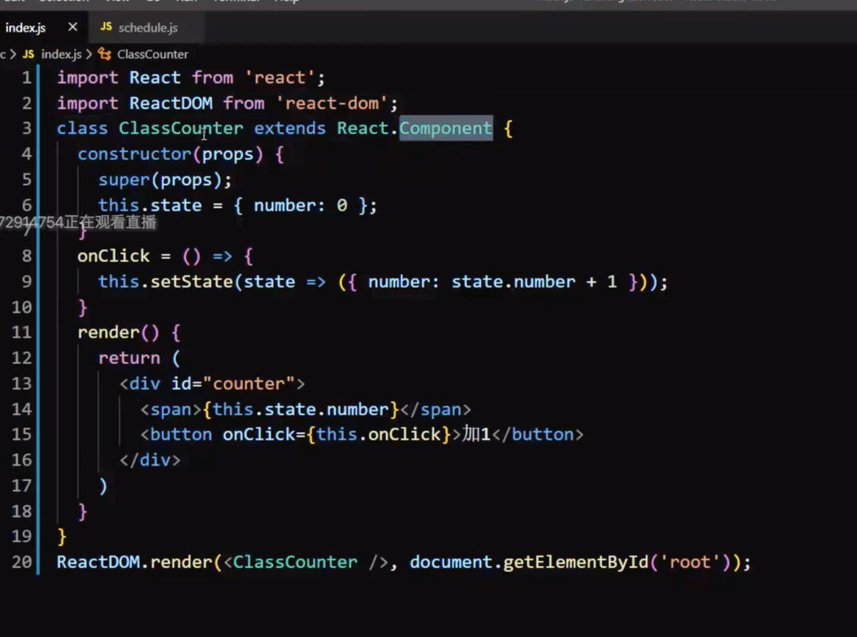 index.js × JS schedule.js
c > JS index.js > ClassCounter
1 import React from 'react';
2 import ReactDOM from 'react-dom';
3 class ClassCounter extends React.Component {
4 constructor(props) {
5 super(props);
6 this.state = { number: 0 };
72914754正在观看直播
7 }
8 onClick = () => {
9 this.setState(state => ({ number: state.number + 1 }));
10 }
11 render() {
12 return (
13 <div id="counter">
14 <span>{this.state.number}</span>
15 <button onClick={this.onClick}>加1</button>
16 </div>
17 )
18 }
19 }
20 ReactDOM.render(<ClassCounter />, document.getElementById('root'));